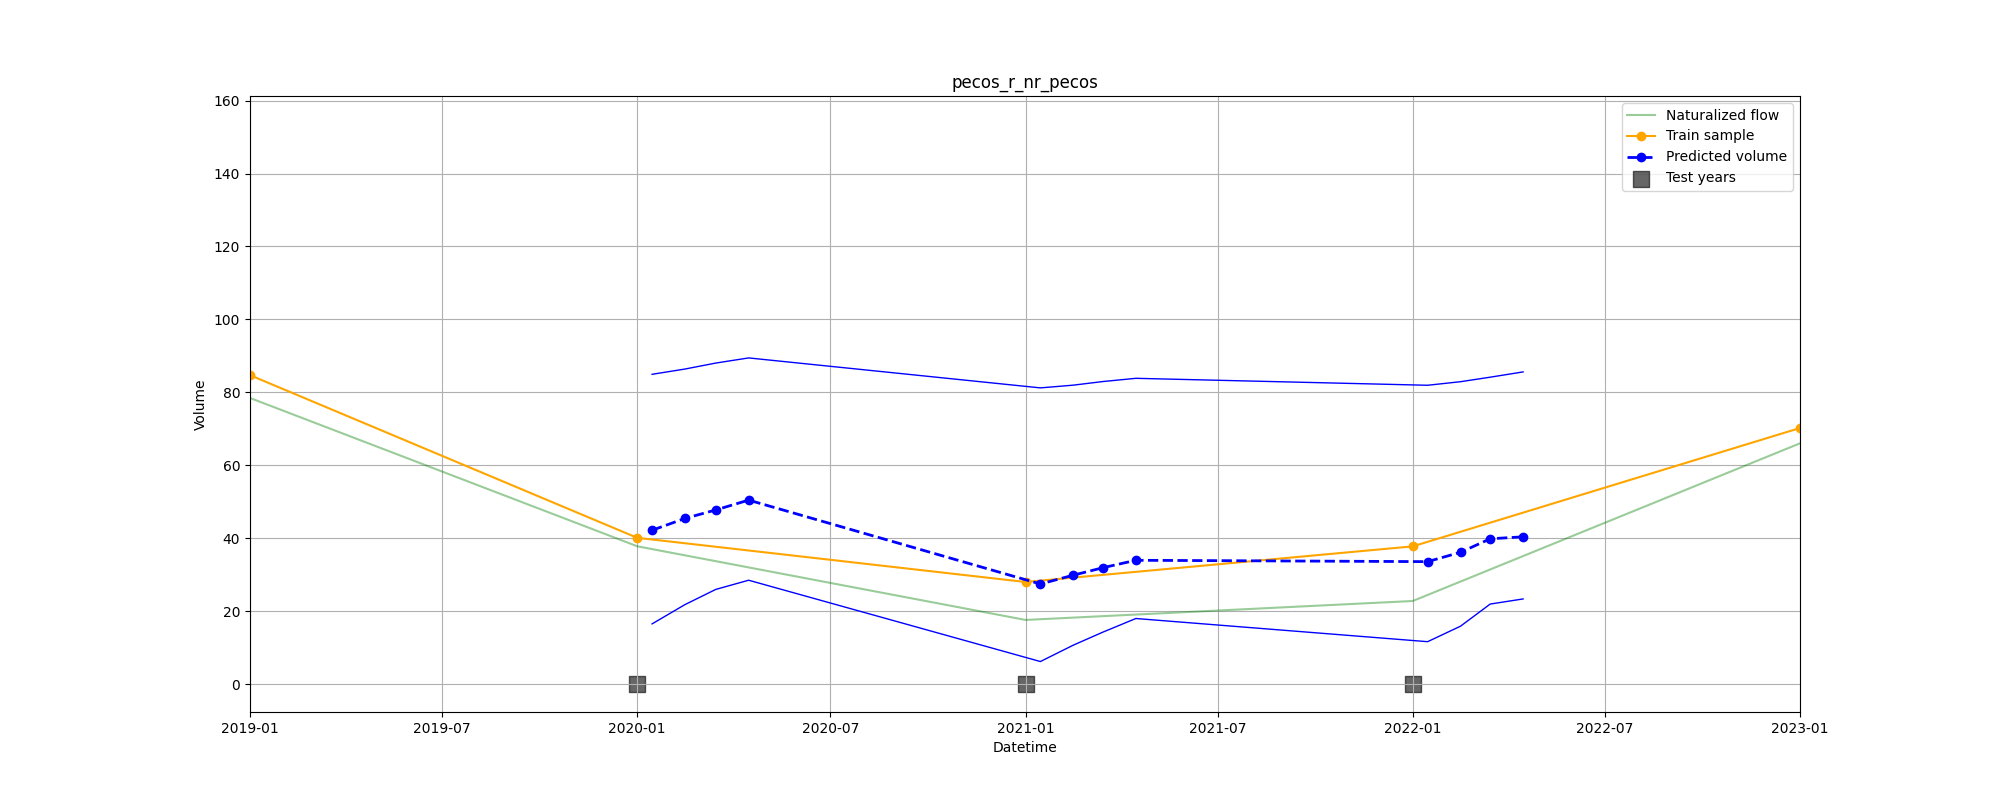 pecos_r_nr_pecos
160
140
120
100
80
60
40
20
0
Volume
Naturalized flow
Train sample
Predicted volume
Test years
2019-01 2019-07 2020-01 2020-07 2021-01 2021-07 2022-01 2022-07 2023-01
Datetime